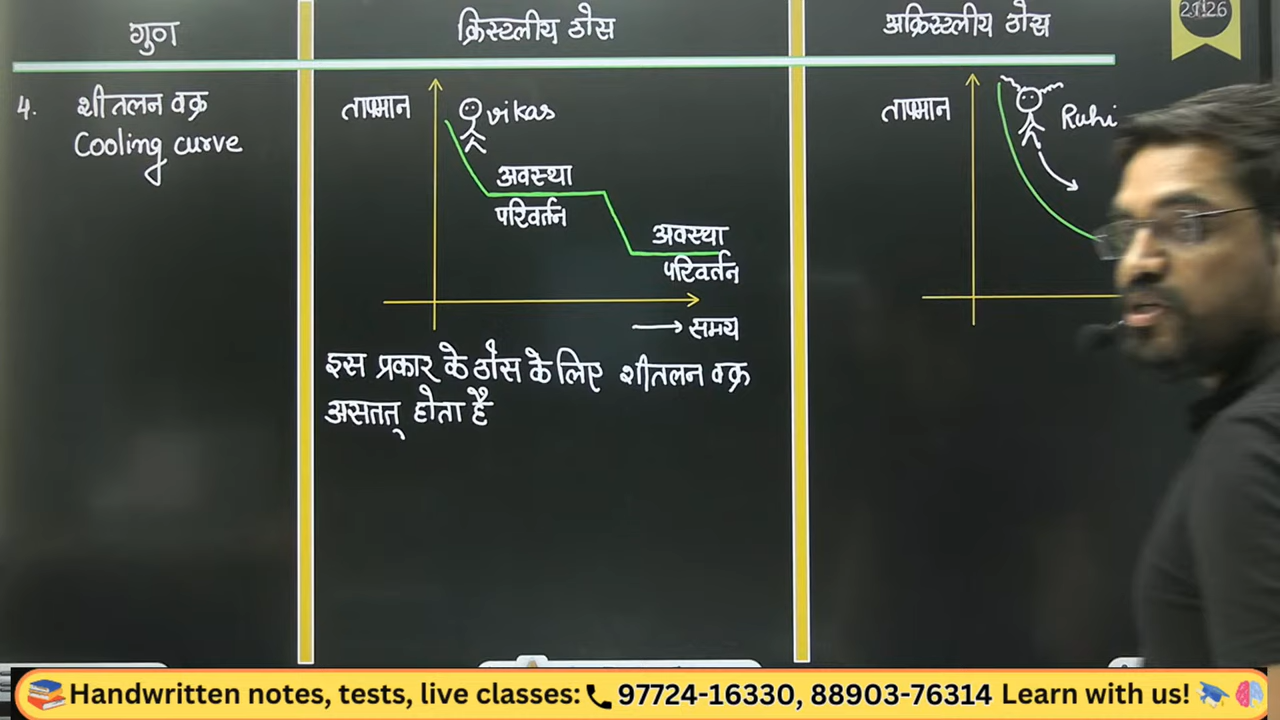 गुण
क्रिस्टलीय ठोस
अक्रिस्टलीय ठोस
21:26
4. शीतलन वक्र
Cooling curve
तापमान
vikas
अवस्था
परिवर्तन
अवस्था
परिवर्तन
समय
इस प्रकार के ठोस के लिए शीतलन वक्र
असतत् होता है
तापमान
Ruhi
📚Handwritten notes, tests, live classes:📞97724-16330, 88903-76314 Learn with us! 🎓🧠